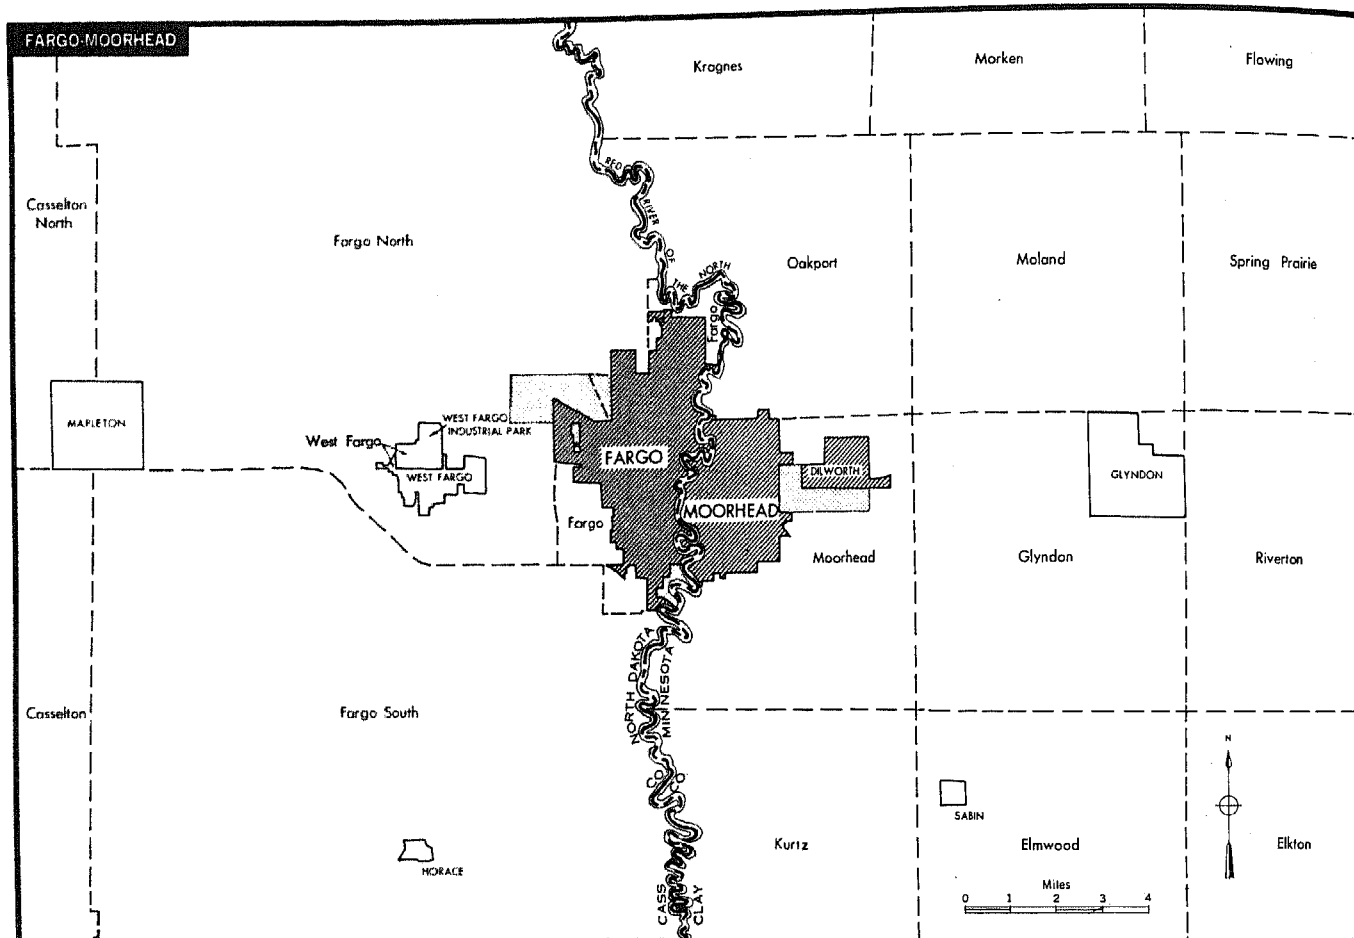 FARGO-MOORHEAD
Kragnes
Morken
Flowing
RED
RIVER
OF
THE
NORTH
Casselton
North
Fargo North
Oakport
Moland
Spring Prairie
Fargo
MAPLETON
WEST FARGO
INDUSTRIAL PARK
West Fargo
WEST FARGO
FARGO
DILWORTH
GLYNDON
MOORHEAD
Fargo
Moorhead
Glyndon
Riverton
NORTH DAKOTA
MINNESOTA
Casselton
Fargo South
N
CO.
CO.
SABIN
Kurtz
Elmwood
Elkton
HORACE
Miles
0 1 2 3 4
CASS
CLAY